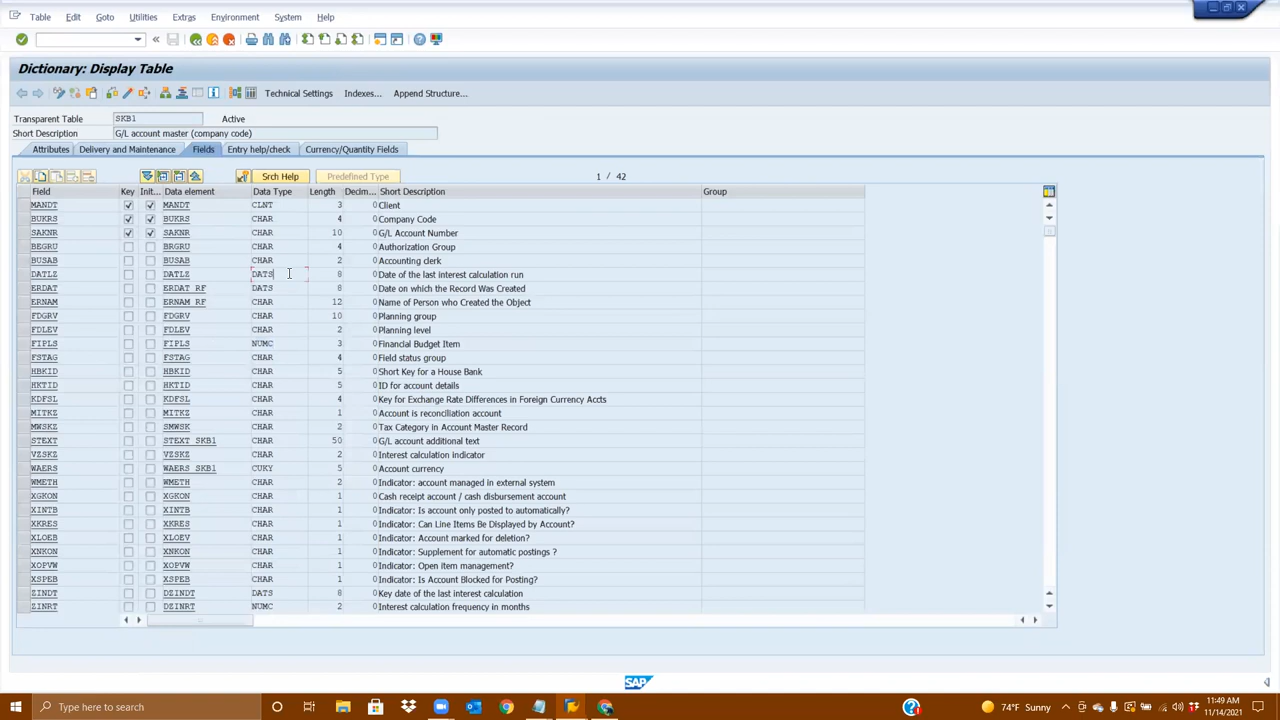 Table Edit Goto Utilities Extras Environment System Help
Dictionary: Display Table
Technical Settings Indexes... Append Structure...
Transparent Table SKB1 Active
Short Description G/L account master (company code)
Attributes Delivery and Maintenance Fields Entry help/check Currency/Quantity Fields
Srch Help Predefined Type 1 / 42
Field Key Init... Data element Data Type Length Decim... Short Description Group
MANDT MANDT CLNT 3 0 Client
BUKRS BUKRS CHAR 4 0 Company Code
SAKNR SAKNR CHAR 10 0 G/L Account Number
BEGRU BRGRU CHAR 4 0 Authorization Group
BUSAB BUSAB CHAR 2 0 Accounting clerk
DATLZ DATLZ DATS 8 0 Date of the last interest calculation run
ERDAT ERDAT_RF DATS 8 0 Date on which the Record Was Created
ERNAM ERNAM_RF CHAR 12 0 Name of Person who Created the Object
FDGRV FDGRV CHAR 10 0 Planning group
FDLEV FDLEV CHAR 2 0 Planning level
FIPLS FIPLS NUMC 3 0 Financial Budget Item
FSTAG FSTAG CHAR 4 0 Field status group
HBKID HBKID CHAR 5 0 Short Key for a House Bank
HKTID HKTID CHAR 5 0 ID for account details
KDFSL KDFSL CHAR 4 0 Key for Exchange Rate Differences in Foreign Currency Accts
MITKZ MITKZ CHAR 1 0 Account is reconciliation account
MWSKZ SMWSK CHAR 2 0 Tax Category in Account Master Record
STEXT STEXT_SKB1 CHAR 50 0 G/L account additional text
VZSKZ VZSKZ CHAR 2 0 Interest calculation indicator
WAERS WAERS_SKB1 CUKY 5 0 Account currency
WMETH WMETH CHAR 2 0 Indicator: account managed in external system
XGKON XGKON CHAR 1 0 Cash receipt account / cash disbursement account
XINTB XINTB CHAR 1 0 Indicator: Is account only posted to automatically?
XKRES XKRES CHAR 1 0 Indicator: Can Line Items Be Displayed by Account?
XLOEB XLOEV CHAR 1 0 Indicator: Account marked for deletion?
XNKON XNKON CHAR 1 0 Indicator: Supplement for automatic postings ?
XOPVW XOPVW CHAR 1 0 Indicator: Open item management?
XSPEB XSPEB CHAR 1 0 Indicator: Is Account Blocked for Posting?
ZINDT DZINDT DATS 8 0 Key date of the last interest calculation
ZINRT DZINRT NUMC 2 0 Interest calculation frequency in months
SAP
Type here to search 74°F Sunny 11:49 AM
11/14/2021